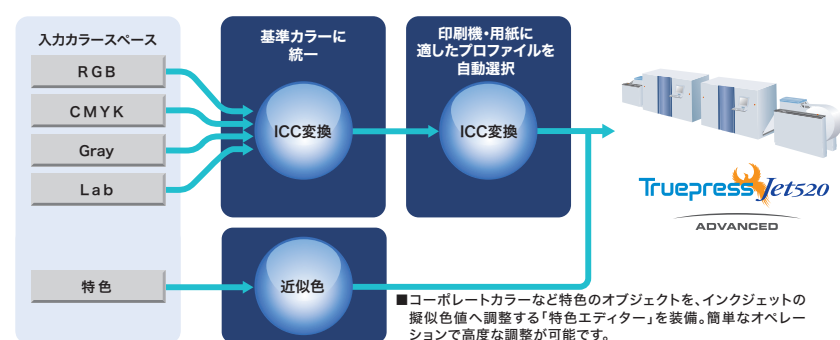 入力カラースペース
RGB
CMYK
Gray
Lab
特色
基準カラーに
統一
ICC変換
印刷機・用紙に
適したプロファイルを
自動選択
ICC変換
近似色
Truepress Jet520
ADVANCED
■コーポレートカラーなど特色のオブジェクトを、インクジェットの
擬似色値へ調整する「特色エディター」を装備。簡単なオペレー
ションで高度な調整が可能です。